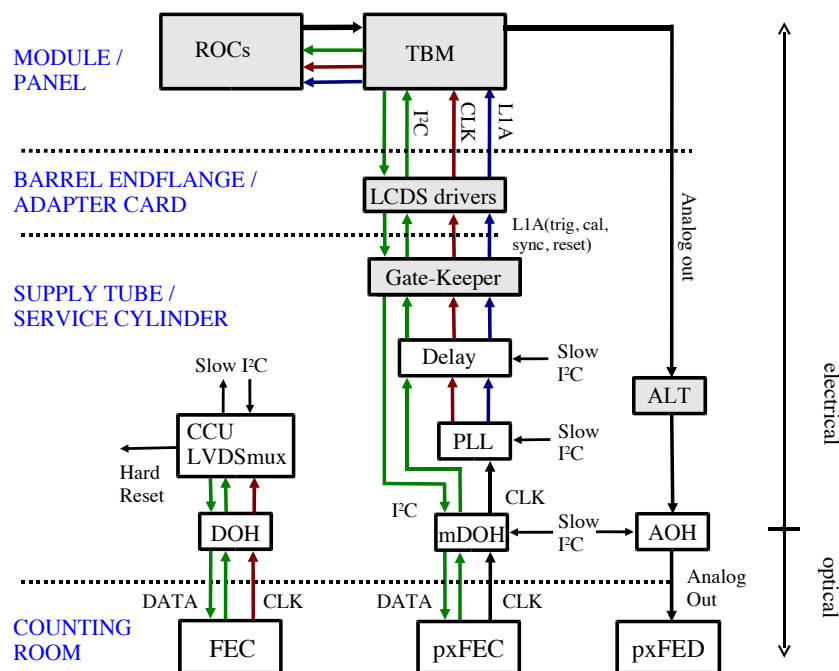 MODULE /
PANEL
ROCs
TBM
I²C
CLK
L1A
BARREL ENDFLANGE /
ADAPTER CARD
LCDS drivers
L1A(trig, cal,
sync, reset)
Analog out
Gate-Keeper
SUPPLY TUBE /
SERVICE CYLINDER
Delay
Slow
I²C
Slow I²C
ALT
electrical
CCU
LVDSmux
PLL
Slow
I²C
Hard
Reset
CLK
I²C
DOH
mDOH
Slow
I²C
AOH
optical
DATA
CLK
DATA
CLK
Analog
Out
COUNTING
ROOM
FEC
pxFEC
pxFED